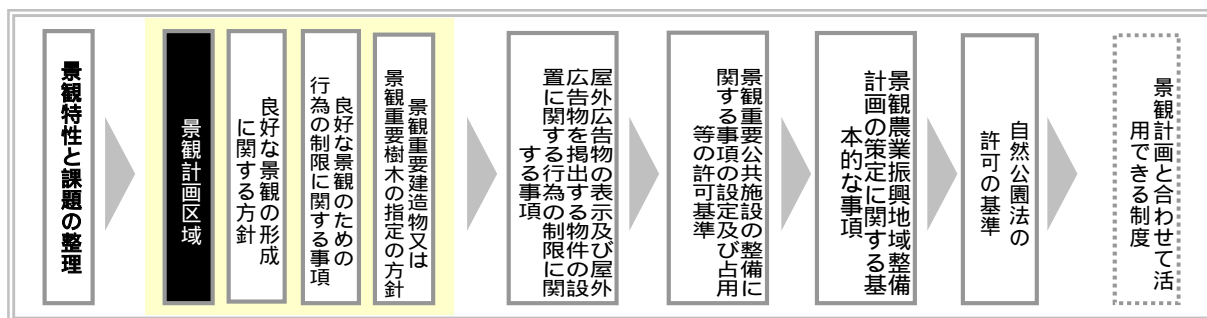 景観特性と課題の整理
景観計画区域
良好な景観の形成
に関する方針
良好な景観のための
行為の制限に関する事項
景観重要建造物又は
景観重要樹木の指定の方針
屋外広告物の表示及び屋外
広告物を掲出する物件の設
置に関する行為の制限に関
する事項
景観重要公共施設の整備に
関する事項の設定及び占用
等の許可基準
景観農業振興地域整備
計画の策定に関する基
本的な事項
自然公園法の
許可の基準
景観計画と合わせて活
用できる制度